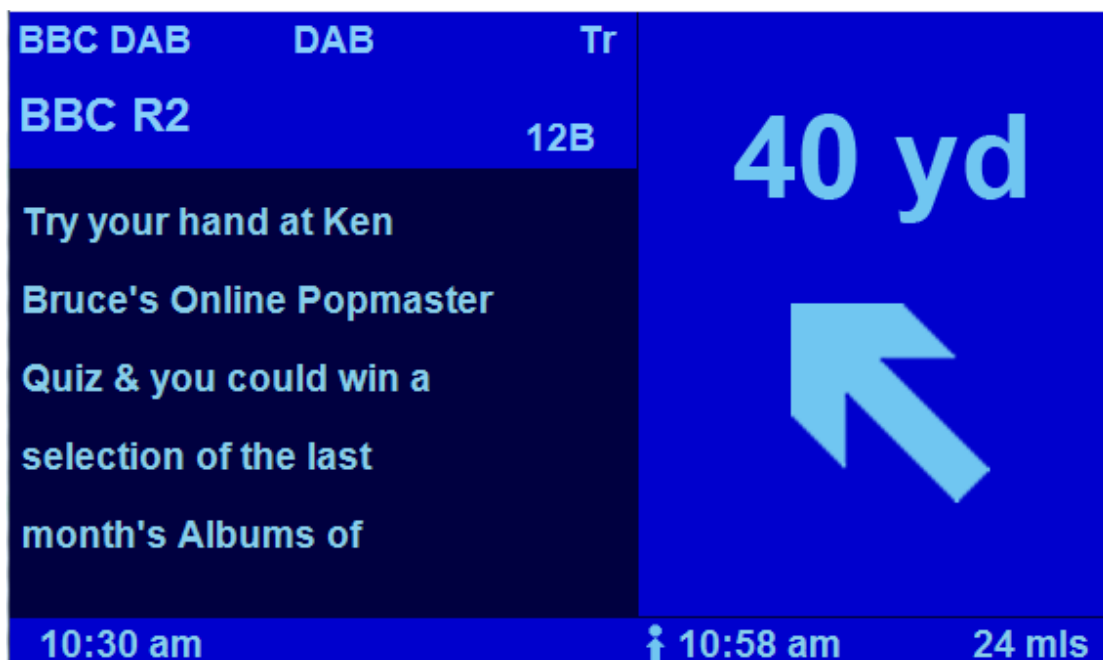 BBC DAB DAB Tr
BBC R2
12B
Try your hand at Ken
Bruce's Online Popmaster
Quiz & you could win a
selection of the last
month's Albums of
40 yd
10:30 am 10:58 am 24 mls